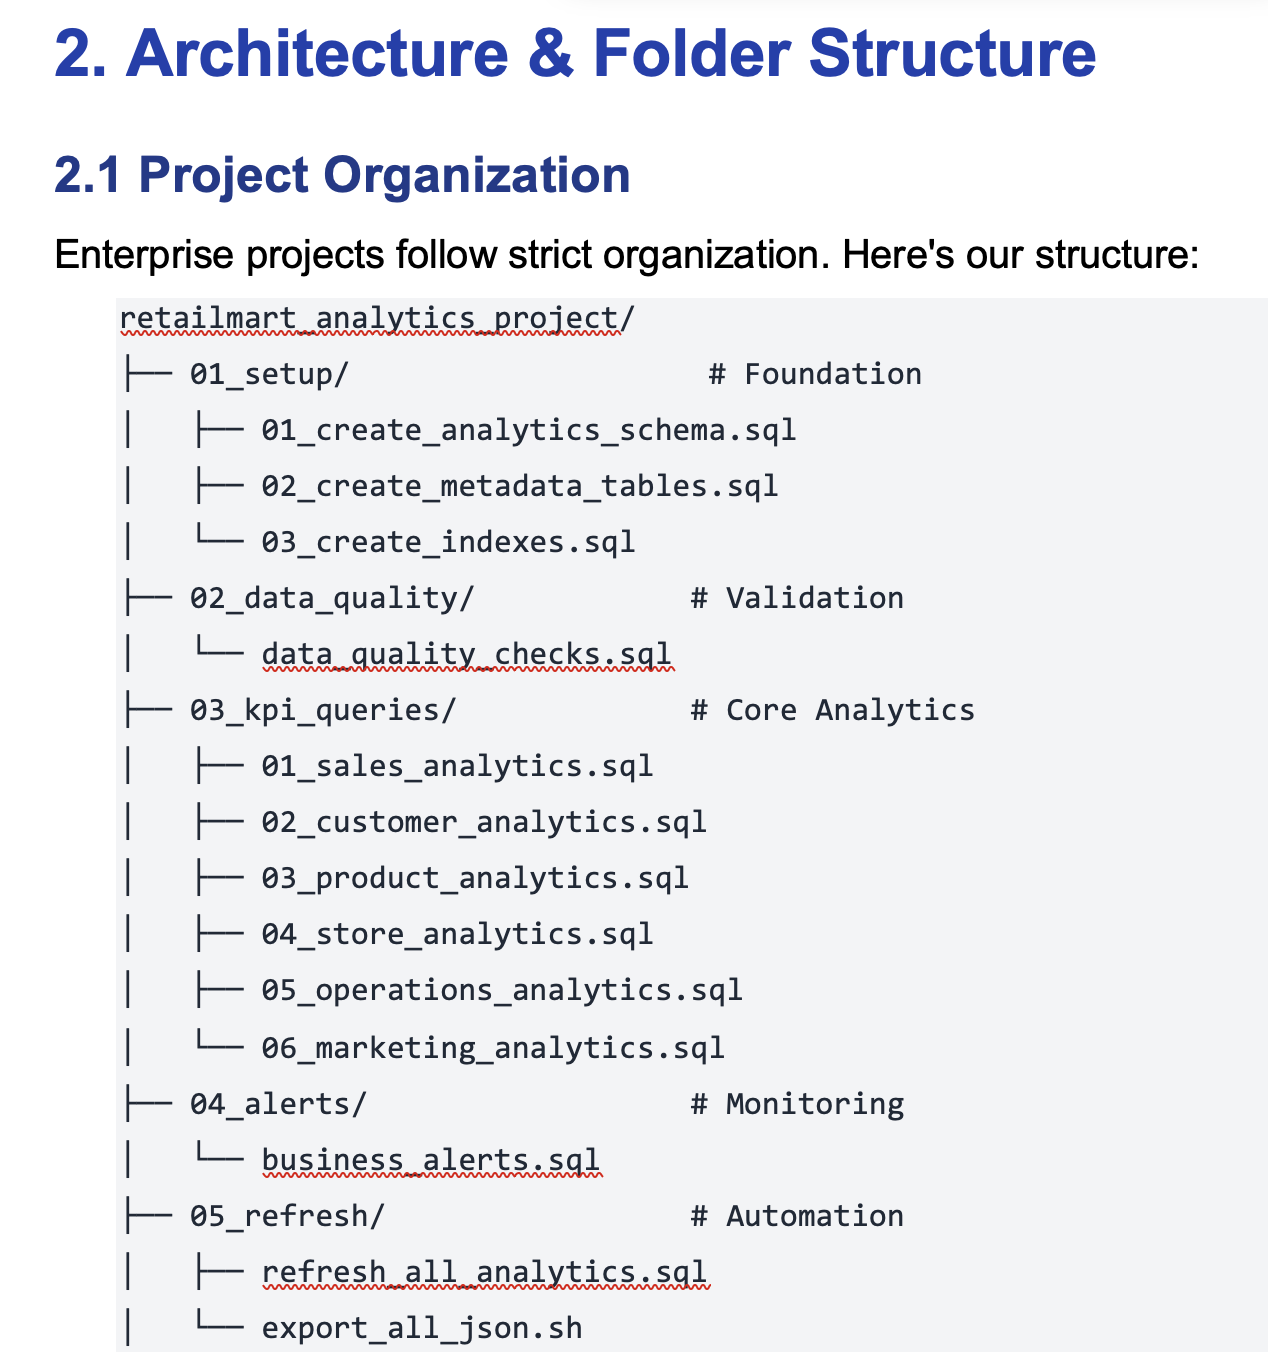 2. Architecture & Folder Structure
2.1 Project Organization
Enterprise projects follow strict organization. Here's our structure:
retailmart_analytics_project/
├── 01_setup/                    # Foundation
│   ├── 01_create_analytics_schema.sql
│   ├── 02_create_metadata_tables.sql
│   └── 03_create_indexes.sql
├── 02_data_quality/            # Validation
│   └── data_quality_checks.sql
├── 03_kpi_queries/             # Core Analytics
│   ├── 01_sales_analytics.sql
│   ├── 02_customer_analytics.sql
│   ├── 03_product_analytics.sql
│   ├── 04_store_analytics.sql
│   ├── 05_operations_analytics.sql
│   └── 06_marketing_analytics.sql
├── 04_alerts/                  # Monitoring
│   └── business_alerts.sql
├── 05_refresh/                 # Automation
│   ├── refresh_all_analytics.sql
│   └── export_all_json.sh